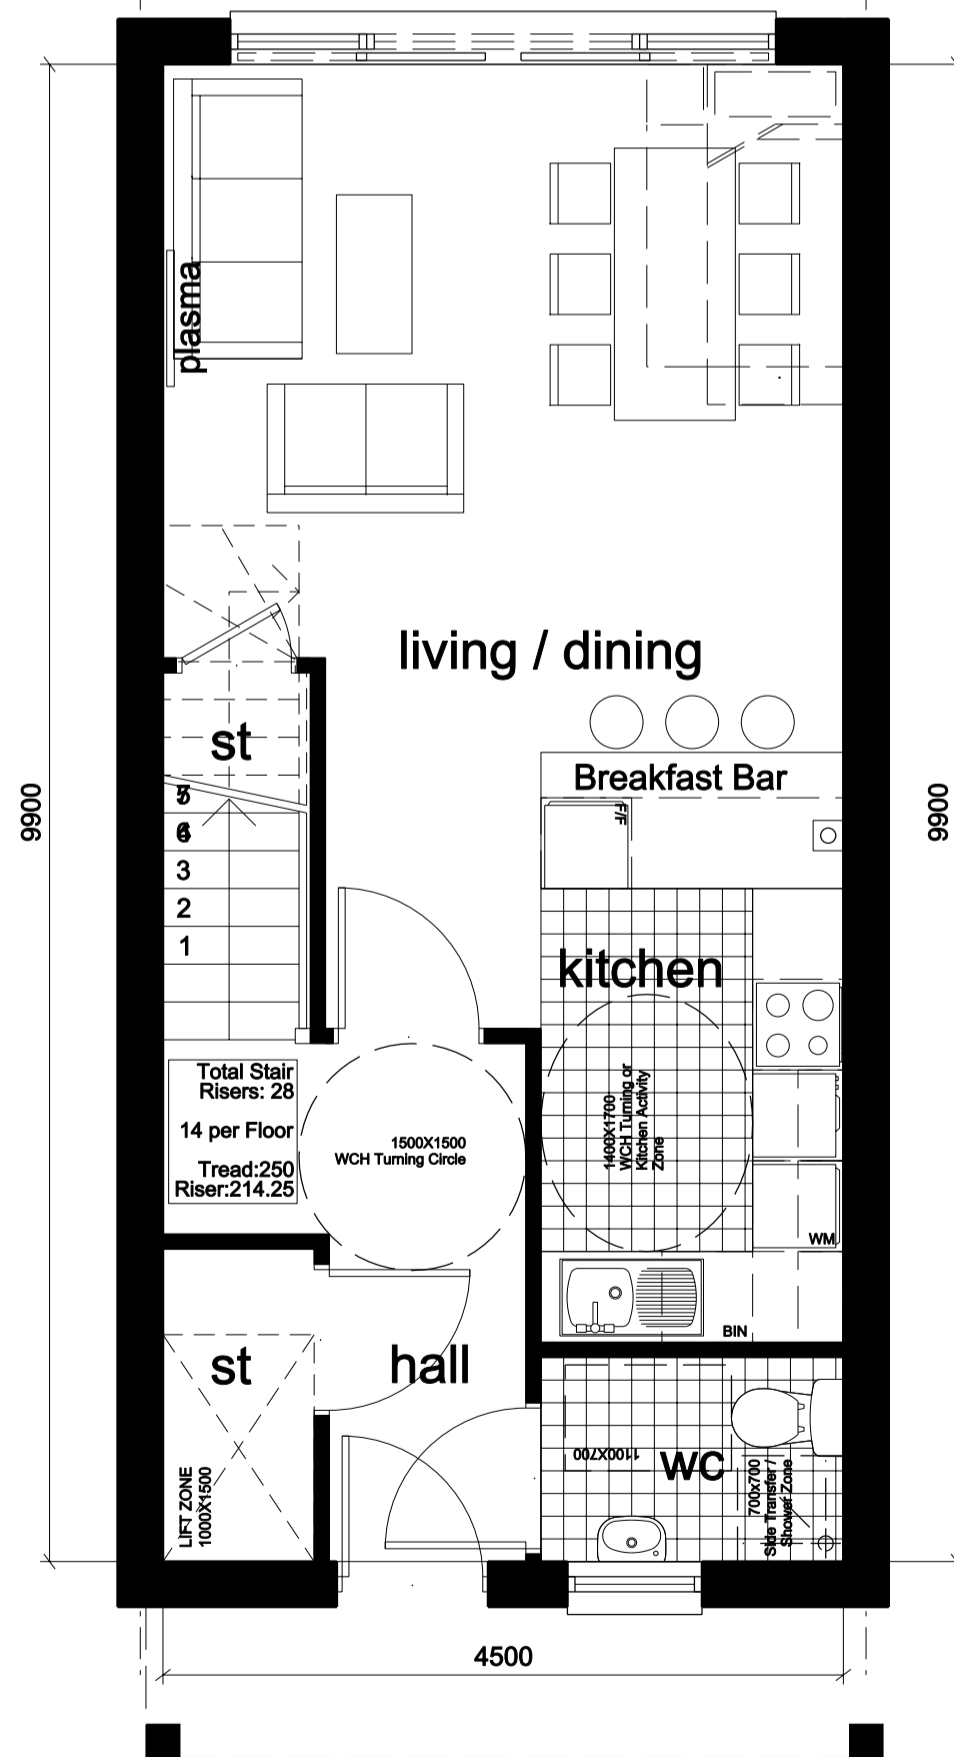 plasma
living / dining
st
Breakfast Bar
F/F
5
3
2
1
9900
9900
kitchen
Total Stair
Risers: 28
14 per Floor
Tread:250
Riser:214.25
1500X1500
WCH Turning Circle
1400X1700
WCH Turning or
Kitchen Activity
Zone
WM
BIN
st
hall
LIFT ZONE
1000X1500
1100X700
WC
700x700
Side Transfer /
Shower Zone
4500